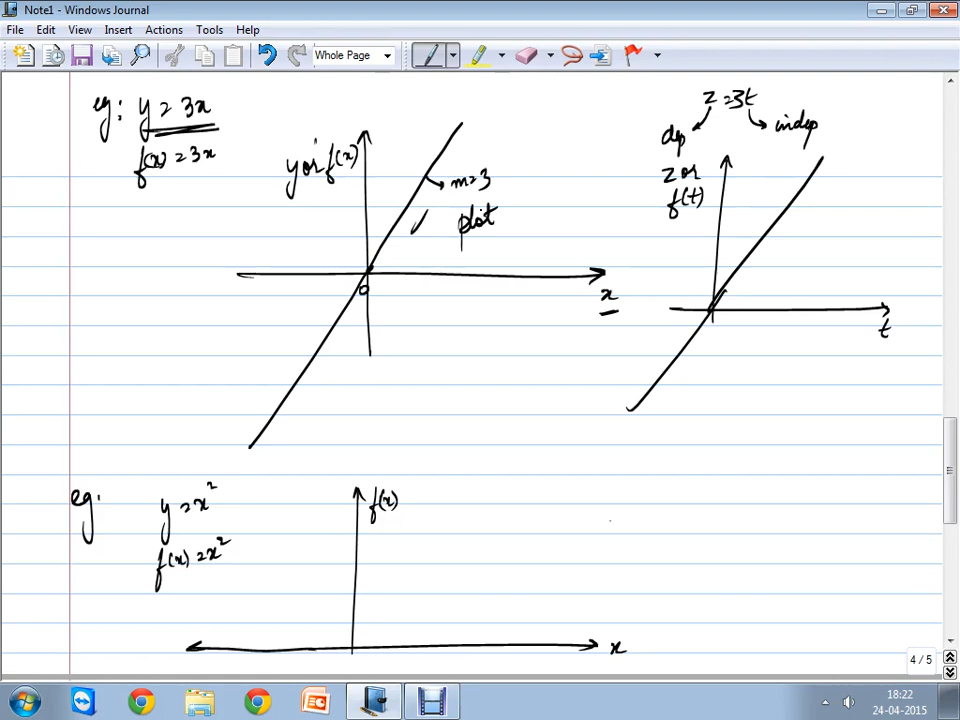 Note1 - Windows Journal
File Edit View Insert Actions Tools Help
Whole Page
eg: y = 3x
f(x) = 3x
y or f(x)
m=3
plot
0
x
z = 3t
dep
indep
z or
f(t)
t
eg:
y = x²
f(x) = x²
f(x)
x
4 / 5
18:22
24-04-2015